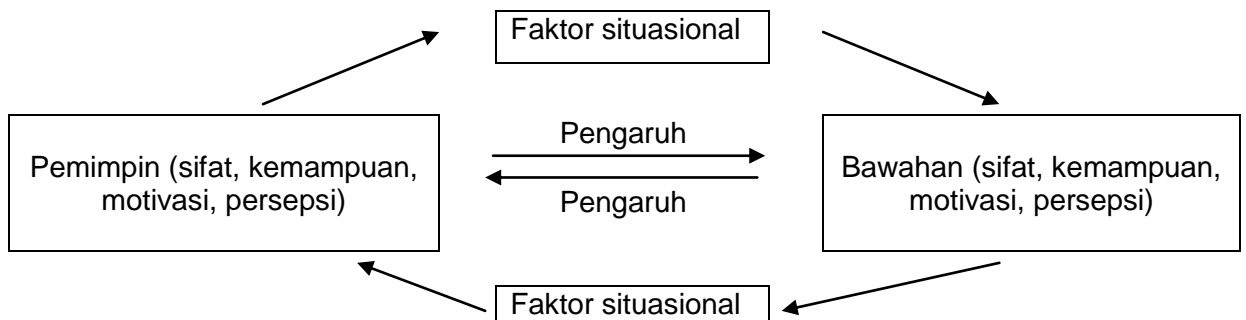 Faktor situasional
Pengaruh
Pemimpin (sifat, kemampuan,
motivasi, persepsi)
Bawahan (sifat, kemampuan,
motivasi, persepsi)
Pengaruh
Faktor situasional